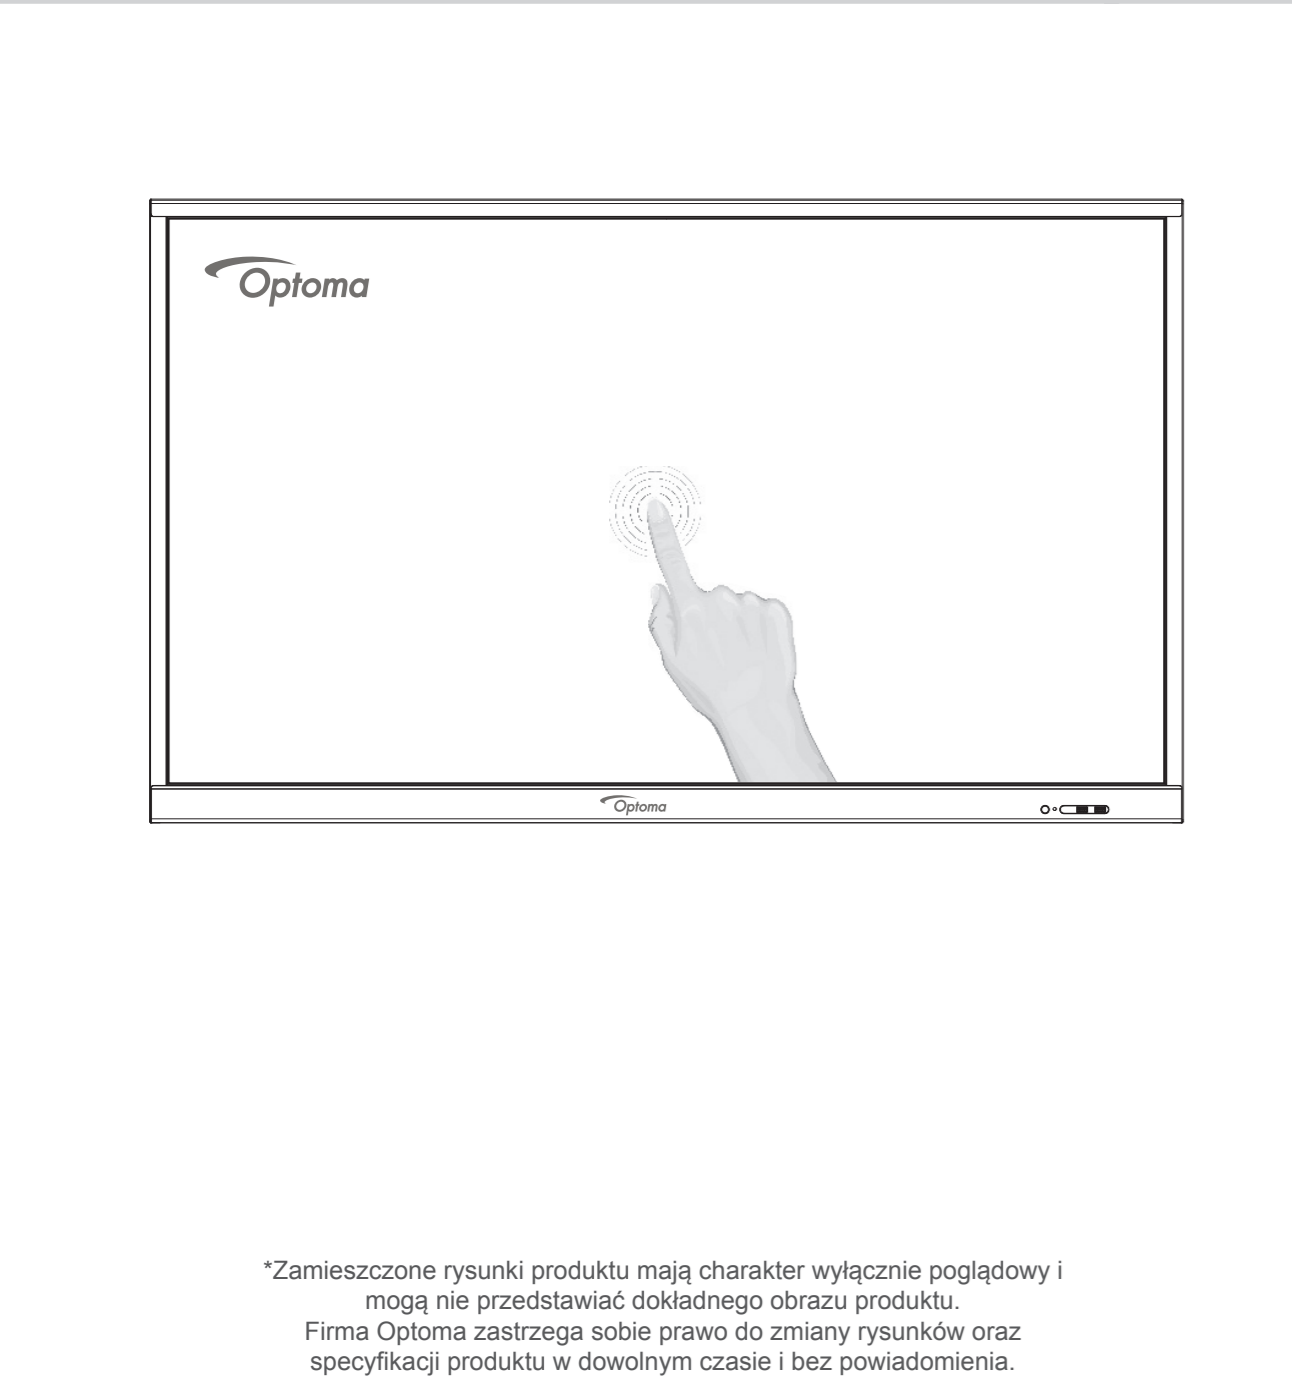 Optoma
Optoma
*Zamieszczone rysunki produktu mają charakter wyłącznie poglądowy i
mogą nie przedstawiać dokładnego obrazu produktu.
Firma Optoma zastrzega sobie prawo do zmiany rysunków oraz
specyfikacji produktu w dowolnym czasie i bez powiadomienia.